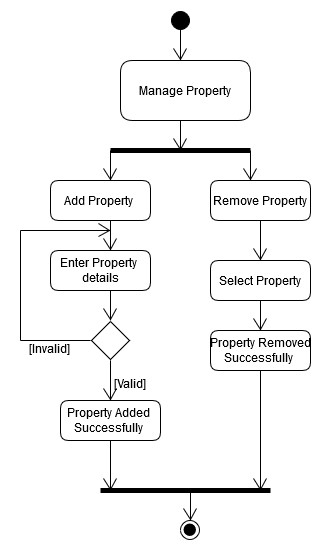 Manage Property
Add Property
Remove Property
Enter Property
details
Select Property
[Invalid]
Property Removed
Successfully
[Valid]
Property Added
Successfully